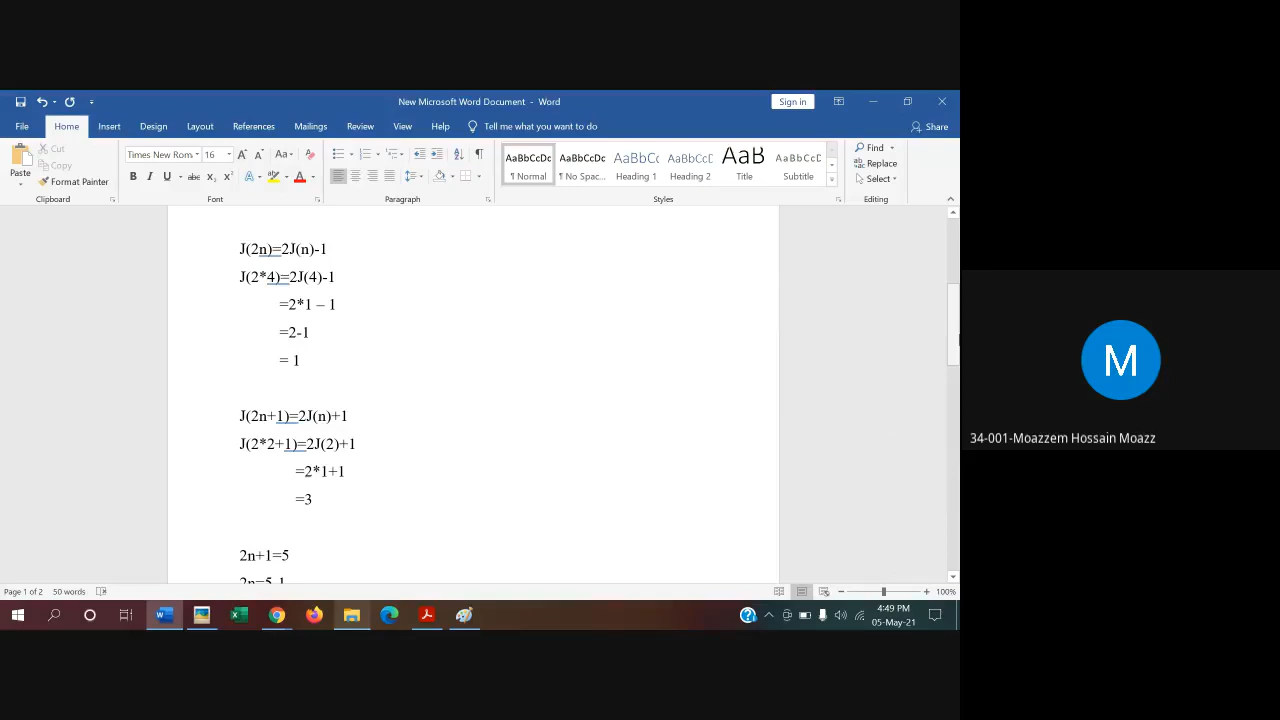 New Microsoft Word Document - Word
Sign in
File Home Insert Design Layout References Mailings Review View Help Tell me what you want to do Share
Paste
Cut
Copy
Format Painter
Clipboard
Times New Rom 16
Font
Paragraph
AaBbCcDc AaBbCcDc AaBbCc AaBbCcD AaB AaBbCcD
¶ Normal ¶ No Spac... Heading 1 Heading 2 Title Subtitle
Styles
Find
Replace
Select
Editing
J(2n)=2J(n)-1
J(2*4)=2J(4)-1
=2*1 – 1
=2-1
= 1
J(2n+1)=2J(n)+1
J(2*2+1)=2J(2)+1
=2*1+1
=3
2n+1=5
2n=5-1
M
34-001-Moazzem Hossain Moazz
Page 1 of 2 50 words 100%
4:49 PM
05-May-21